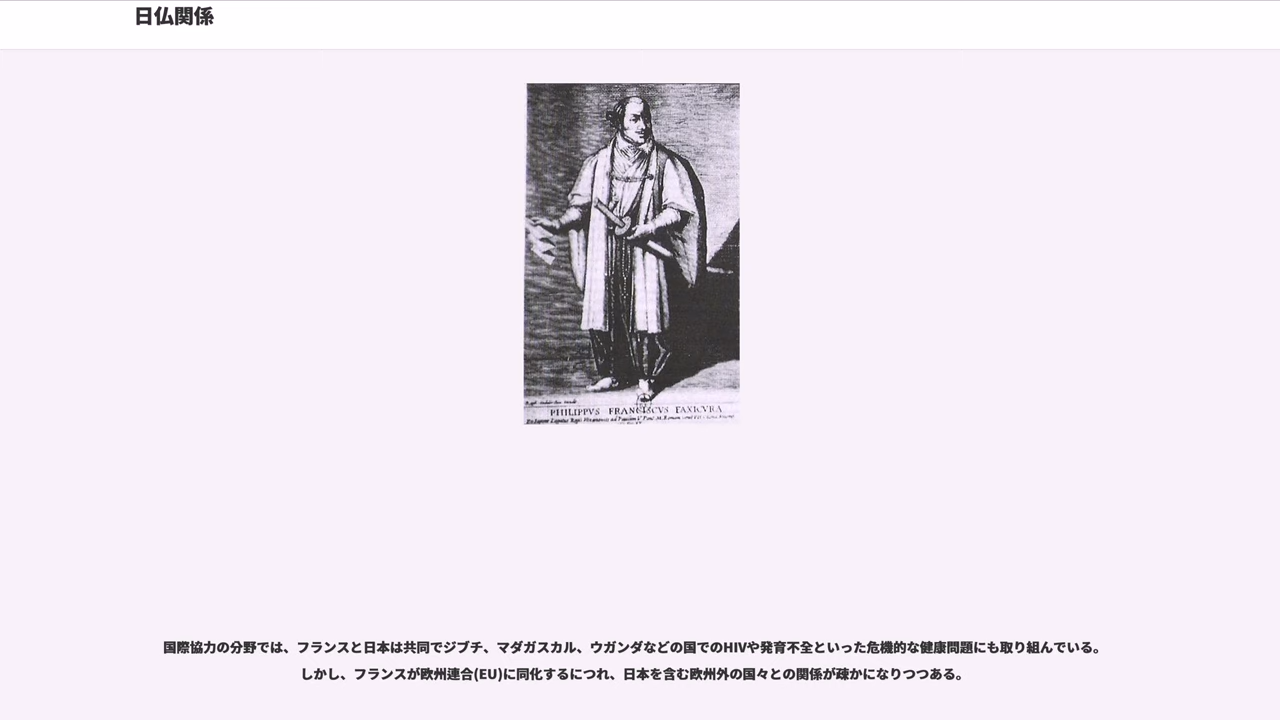 日仏関係
PHILIPPVS FRANCISCVS FAXICVRA
国際協力の分野では、フランスと日本は共同でジブチ、マダガスカル、ウガンダなどの国でのHIVや発育不全といった危機的な健康問題にも取り組んでいる。
しかし、フランスが欧州連合(EU)に同化するにつれ、日本を含む欧州外の国々との関係が疎かになりつつある。